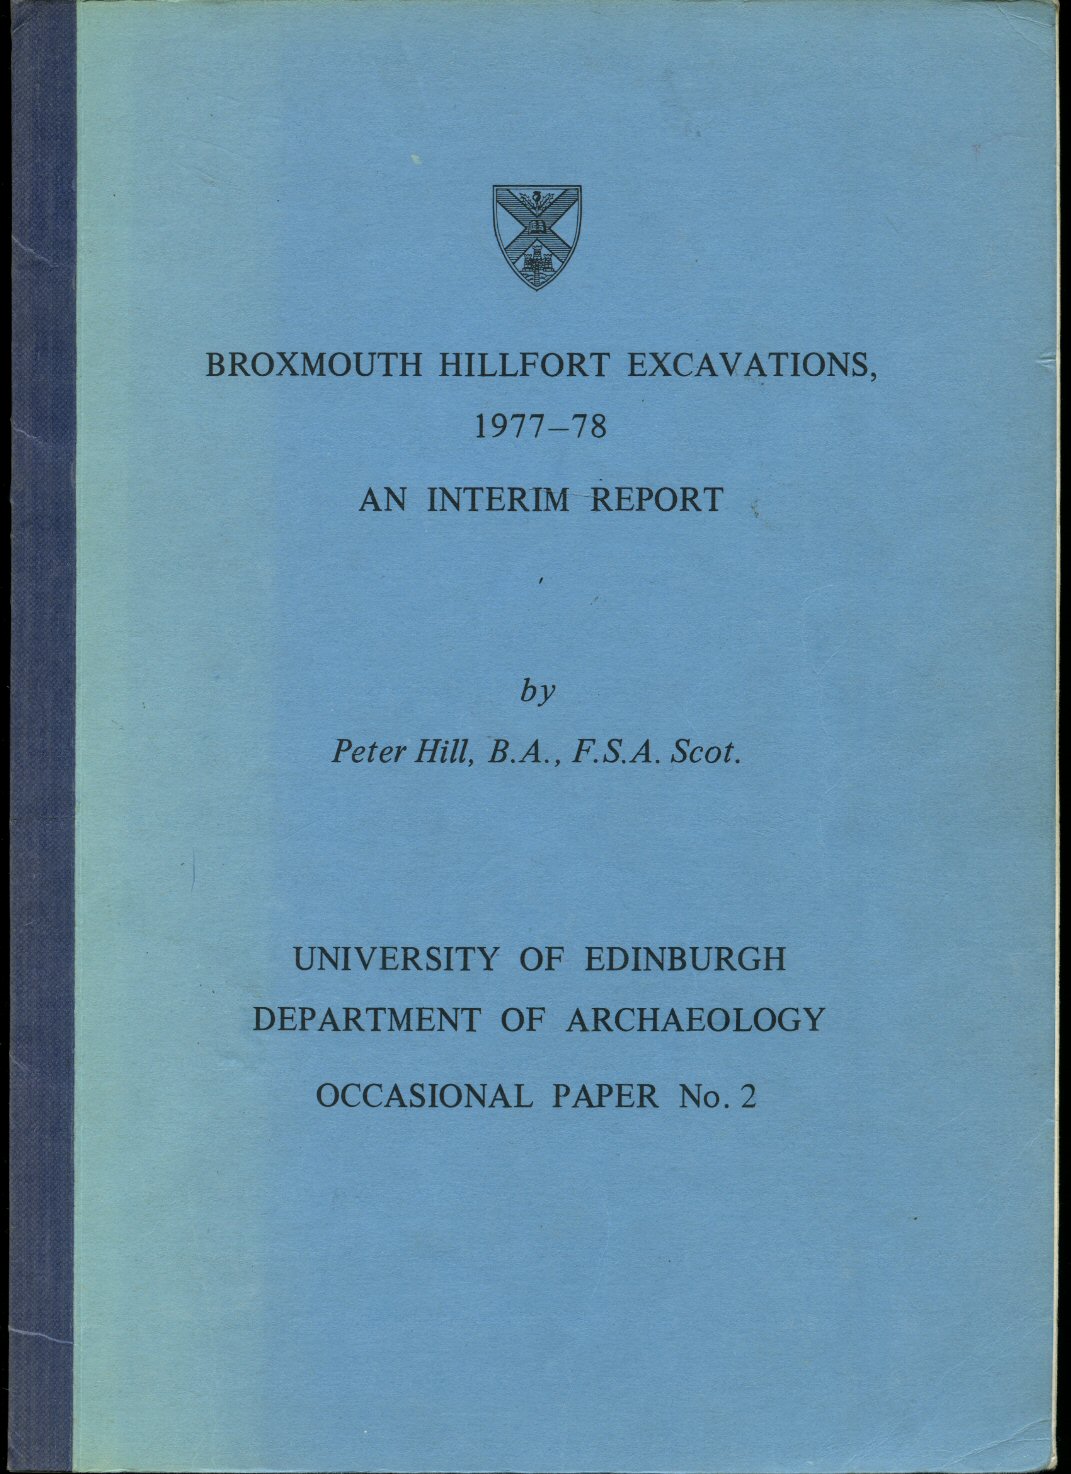 BROXMOUTH HILLFORT EXCAVATIONS,
1977–78
AN INTERIM REPORT
by
Peter Hill, B.A., F.S.A. Scot.
UNIVERSITY OF EDINBURGH
DEPARTMENT OF ARCHAEOLOGY
OCCASIONAL PAPER No. 2